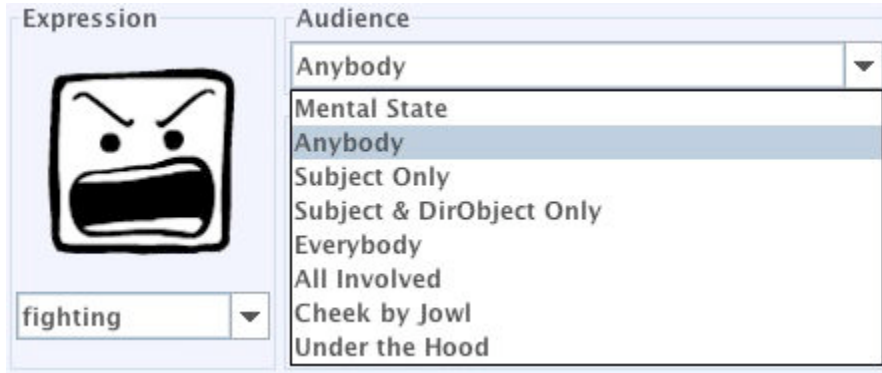 Expression
fighting
Audience
Anybody
Mental State
Anybody
Subject Only
Subject & DirObject Only
Everybody
All Involved
Cheek by Jowl
Under the Hood